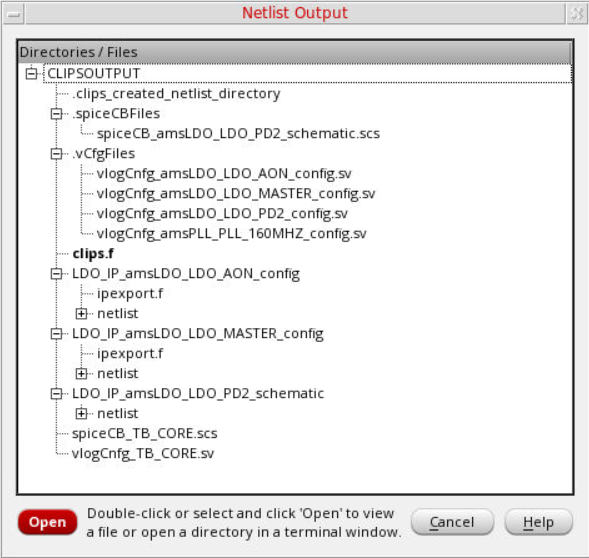 Netlist Output
Directories / Files
CLIPSOUTPUT
.clips_created_netlist_directory
.spiceCBFiles
spiceCB_amsLDO_LDO_PD2_schematic.scs
.vCfgFiles
vlogCnfg_amsLDO_LDO_AON_config.sv
vlogCnfg_amsLDO_LDO_MASTER_config.sv
vlogCnfg_amsLDO_LDO_PD2_config.sv
vlogCnfg_amsPLL_PLL_160MHZ_config.sv
clips.f
LDO_IP_amsLDO_LDO_AON_config
ipexport.f
netlist
LDO_IP_amsLDO_LDO_MASTER_config
ipexport.f
netlist
LDO_IP_amsLDO_LDO_PD2_schematic
netlist
spiceCB_TB_CORE.scs
vlogCnfg_TB_CORE.sv
Open
Double-click or select and click 'Open' to view
a file or open a directory in a terminal window.
Cancel
Help